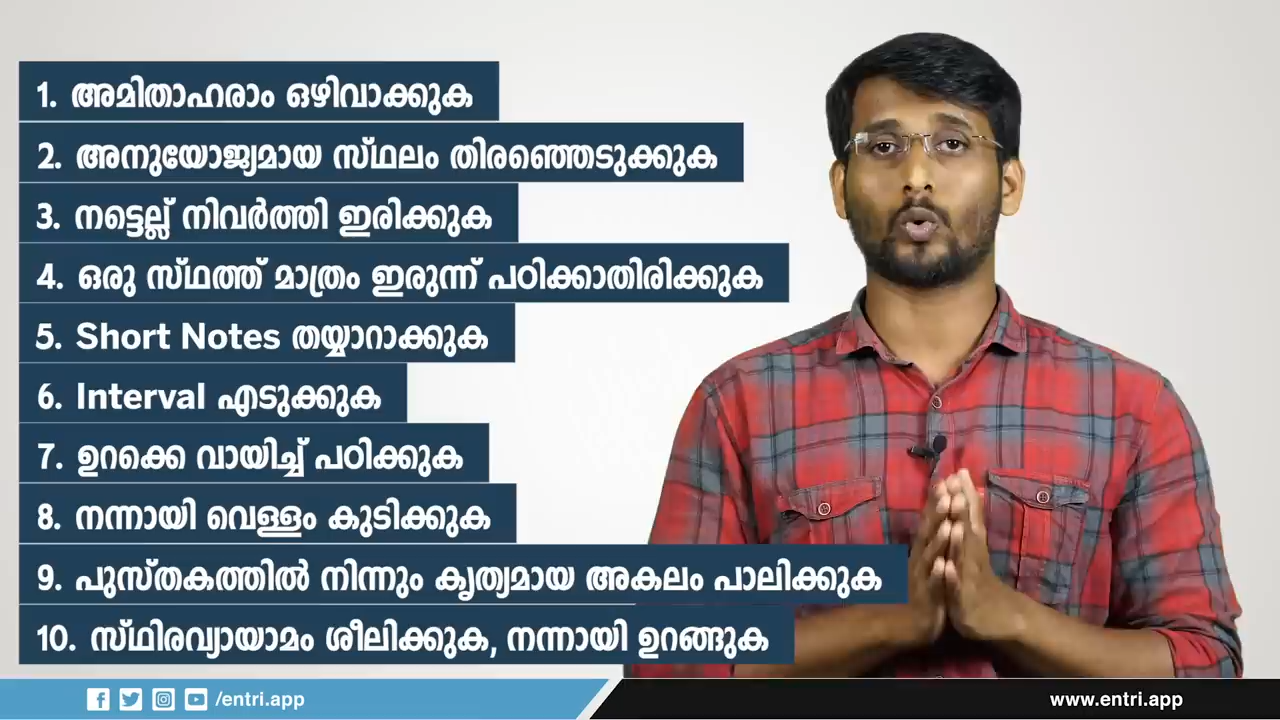 1. അമിതാഹരാം ഒഴിവാക്കുക
2. അനുയോജ്യമായ സ്ഥലം തിരഞ്ഞെടുക്കുക
3. നട്ടെല്ല് നിവർത്തി ഇരിക്കുക
4. ഒരു സ്ഥത്ത് മാത്രം ഇരുന്ന് പഠിക്കാതിരിക്കുക
5. Short Notes തയ്യാറാക്കുക
6. Interval എടുക്കുക
7. ഉറക്കെ വായിച്ച് പഠിക്കുക
8. നന്നായി വെള്ളം കുടിക്കുക
9. പുസ്തകത്തിൽ നിന്നും കൃത്യമായ അകലം പാലിക്കുക
10. സ്ഥിരവ്യായാമം ശീലിക്കുക, നന്നായി ഉറങ്ങുക
/entri.app
www.entri.app